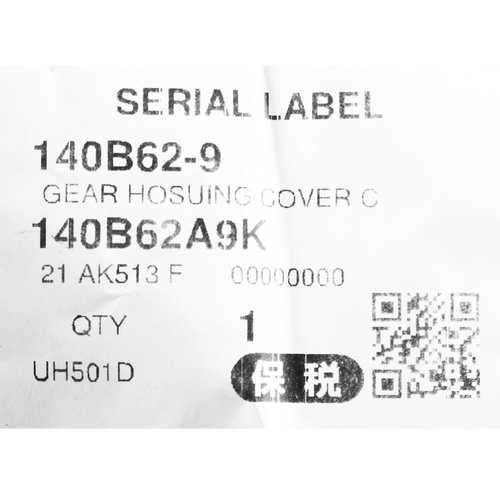 SERIAL LABEL
140B62-9
GEAR HOSUING COVER C
140B62A9K
21 AK513 F 00000000
QTY 1
UH501D 保税